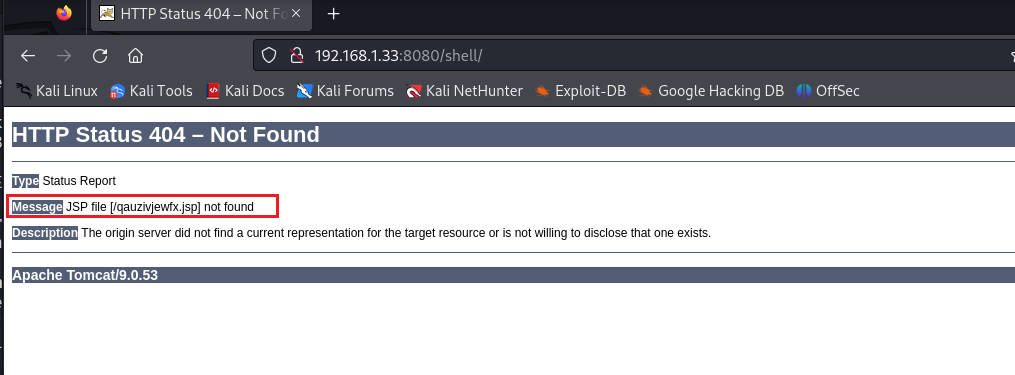 HTTP Status 404 – Not Fo
192.168.1.33:8080/shell/
Kali Linux Kali Tools Kali Docs Kali Forums Kali NetHunter Exploit-DB Google Hacking DB OffSec
HTTP Status 404 – Not Found
Type Status Report
Message JSP file [/qauzivjewfx.jsp] not found
Description The origin server did not find a current representation for the target resource or is not willing to disclose that one exists.
Apache Tomcat/9.0.53